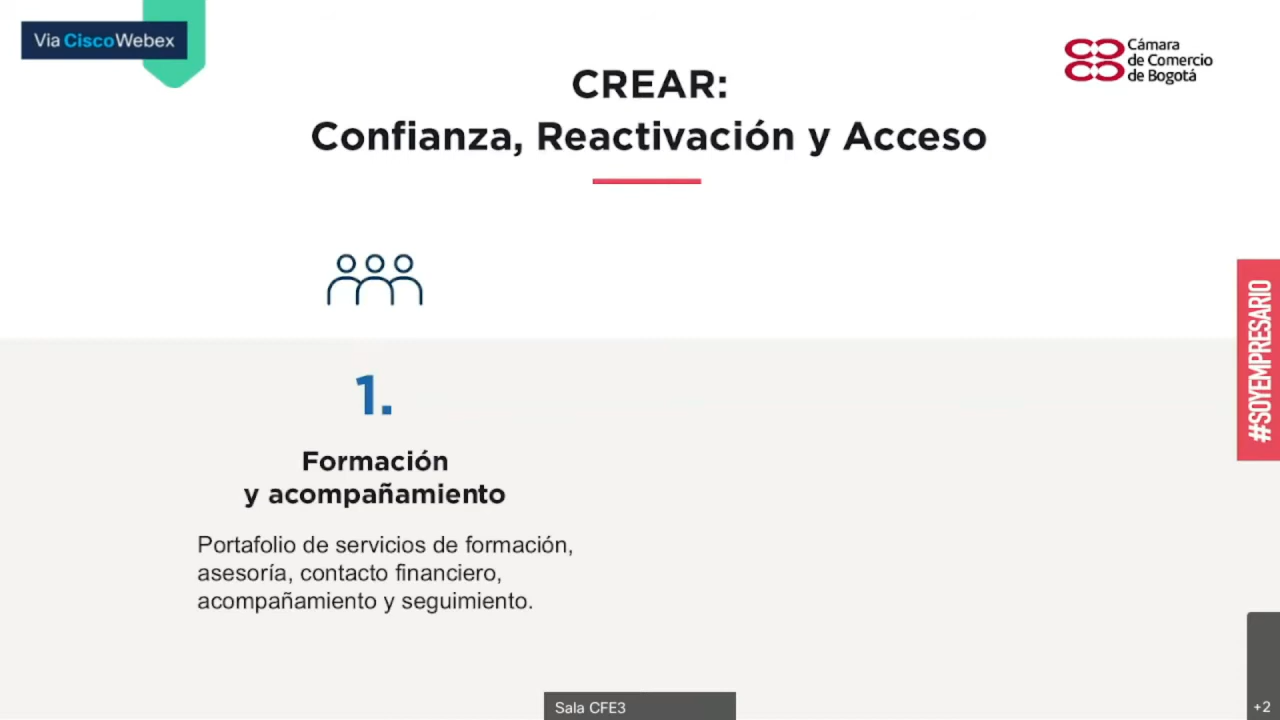 Via CiscoWebex
Cámara
de Comercio
de Bogotá
CREAR:
Confianza, Reactivación y Acceso
#SOYEMPRESARIO
1.
Formación
y acompañamiento
Portafolio de servicios de formación,
asesoría, contacto financiero,
acompañamiento y seguimiento.
Sala CFE3
+2